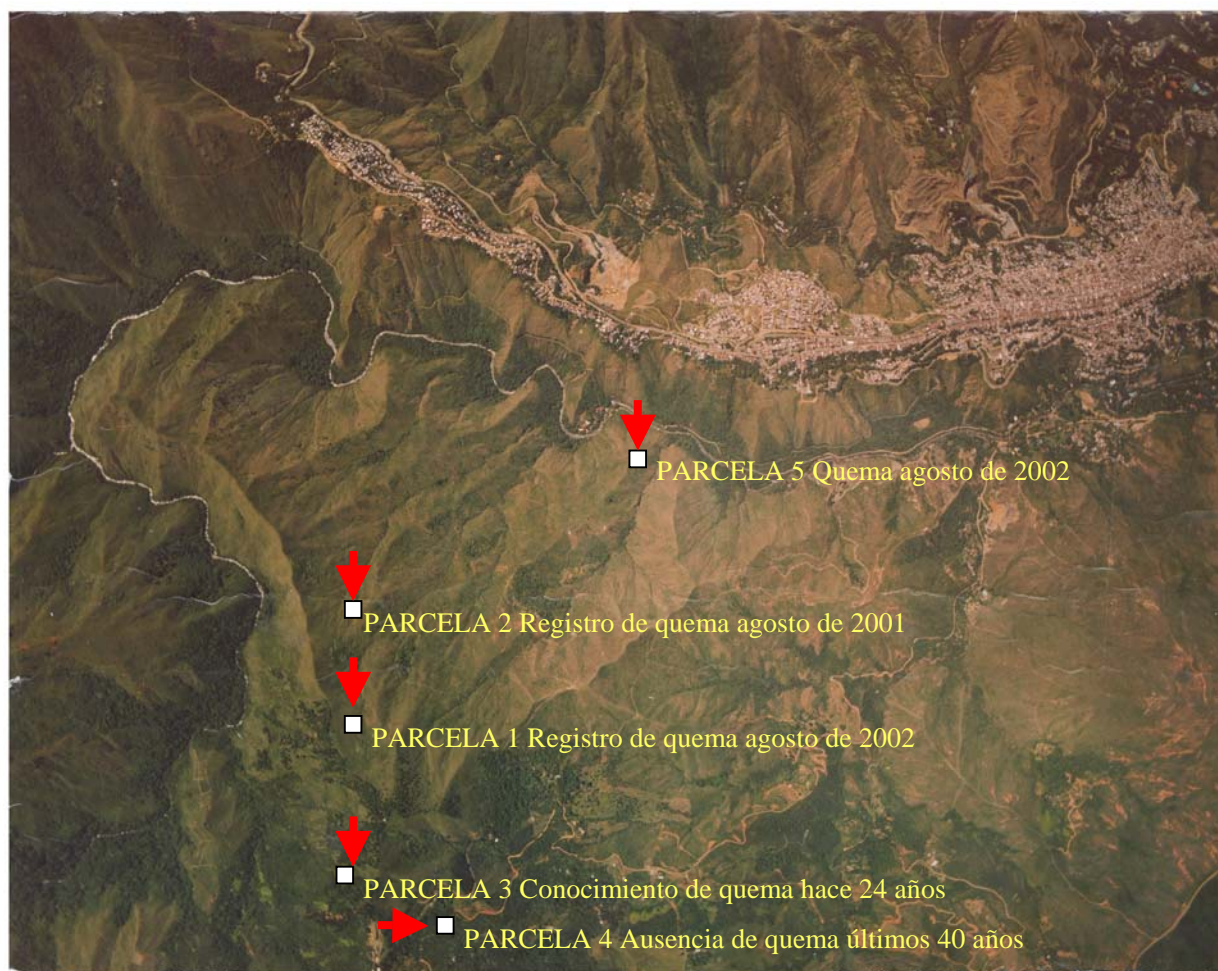 PARCELA 5 Quema agosto de 2002
PARCELA 2 Registro de quema agosto de 2001
PARCELA 1 Registro de quema agosto de 2002
PARCELA 3 Conocimiento de quema hace 24 años
PARCELA 4 Ausencia de quema últimos 40 años